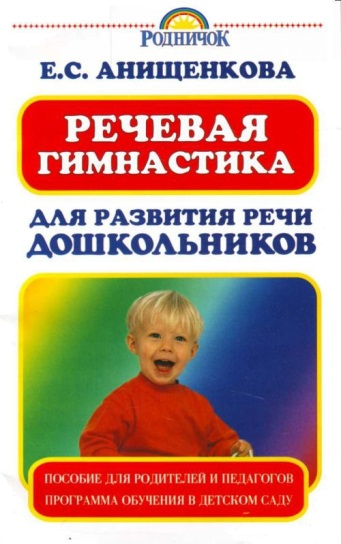 РОДНИЧОК
Е.С. АНИЩЕНКОВА
РЕЧЕВАЯ
ГИМНАСТИКА
ДЛЯ РАЗВИТИЯ РЕЧИ
ДОШКОЛЬНИКОВ
ПОСОБИЕ ДЛЯ РОДИТЕЛЕЙ И ПЕДАГОГОВ
ПРОГРАММА ОБУЧЕНИЯ В ДЕТСКОМ САДУ